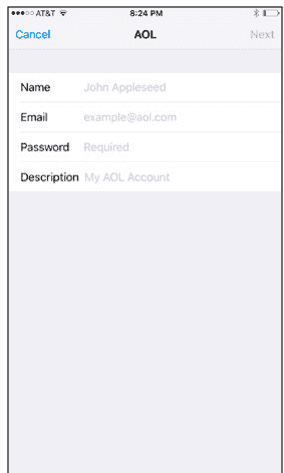 AT&T 8:24 PM
Cancel AOL Next
Name John Appleseed
Email example@aol.com
Password Required
Description My AOL Account